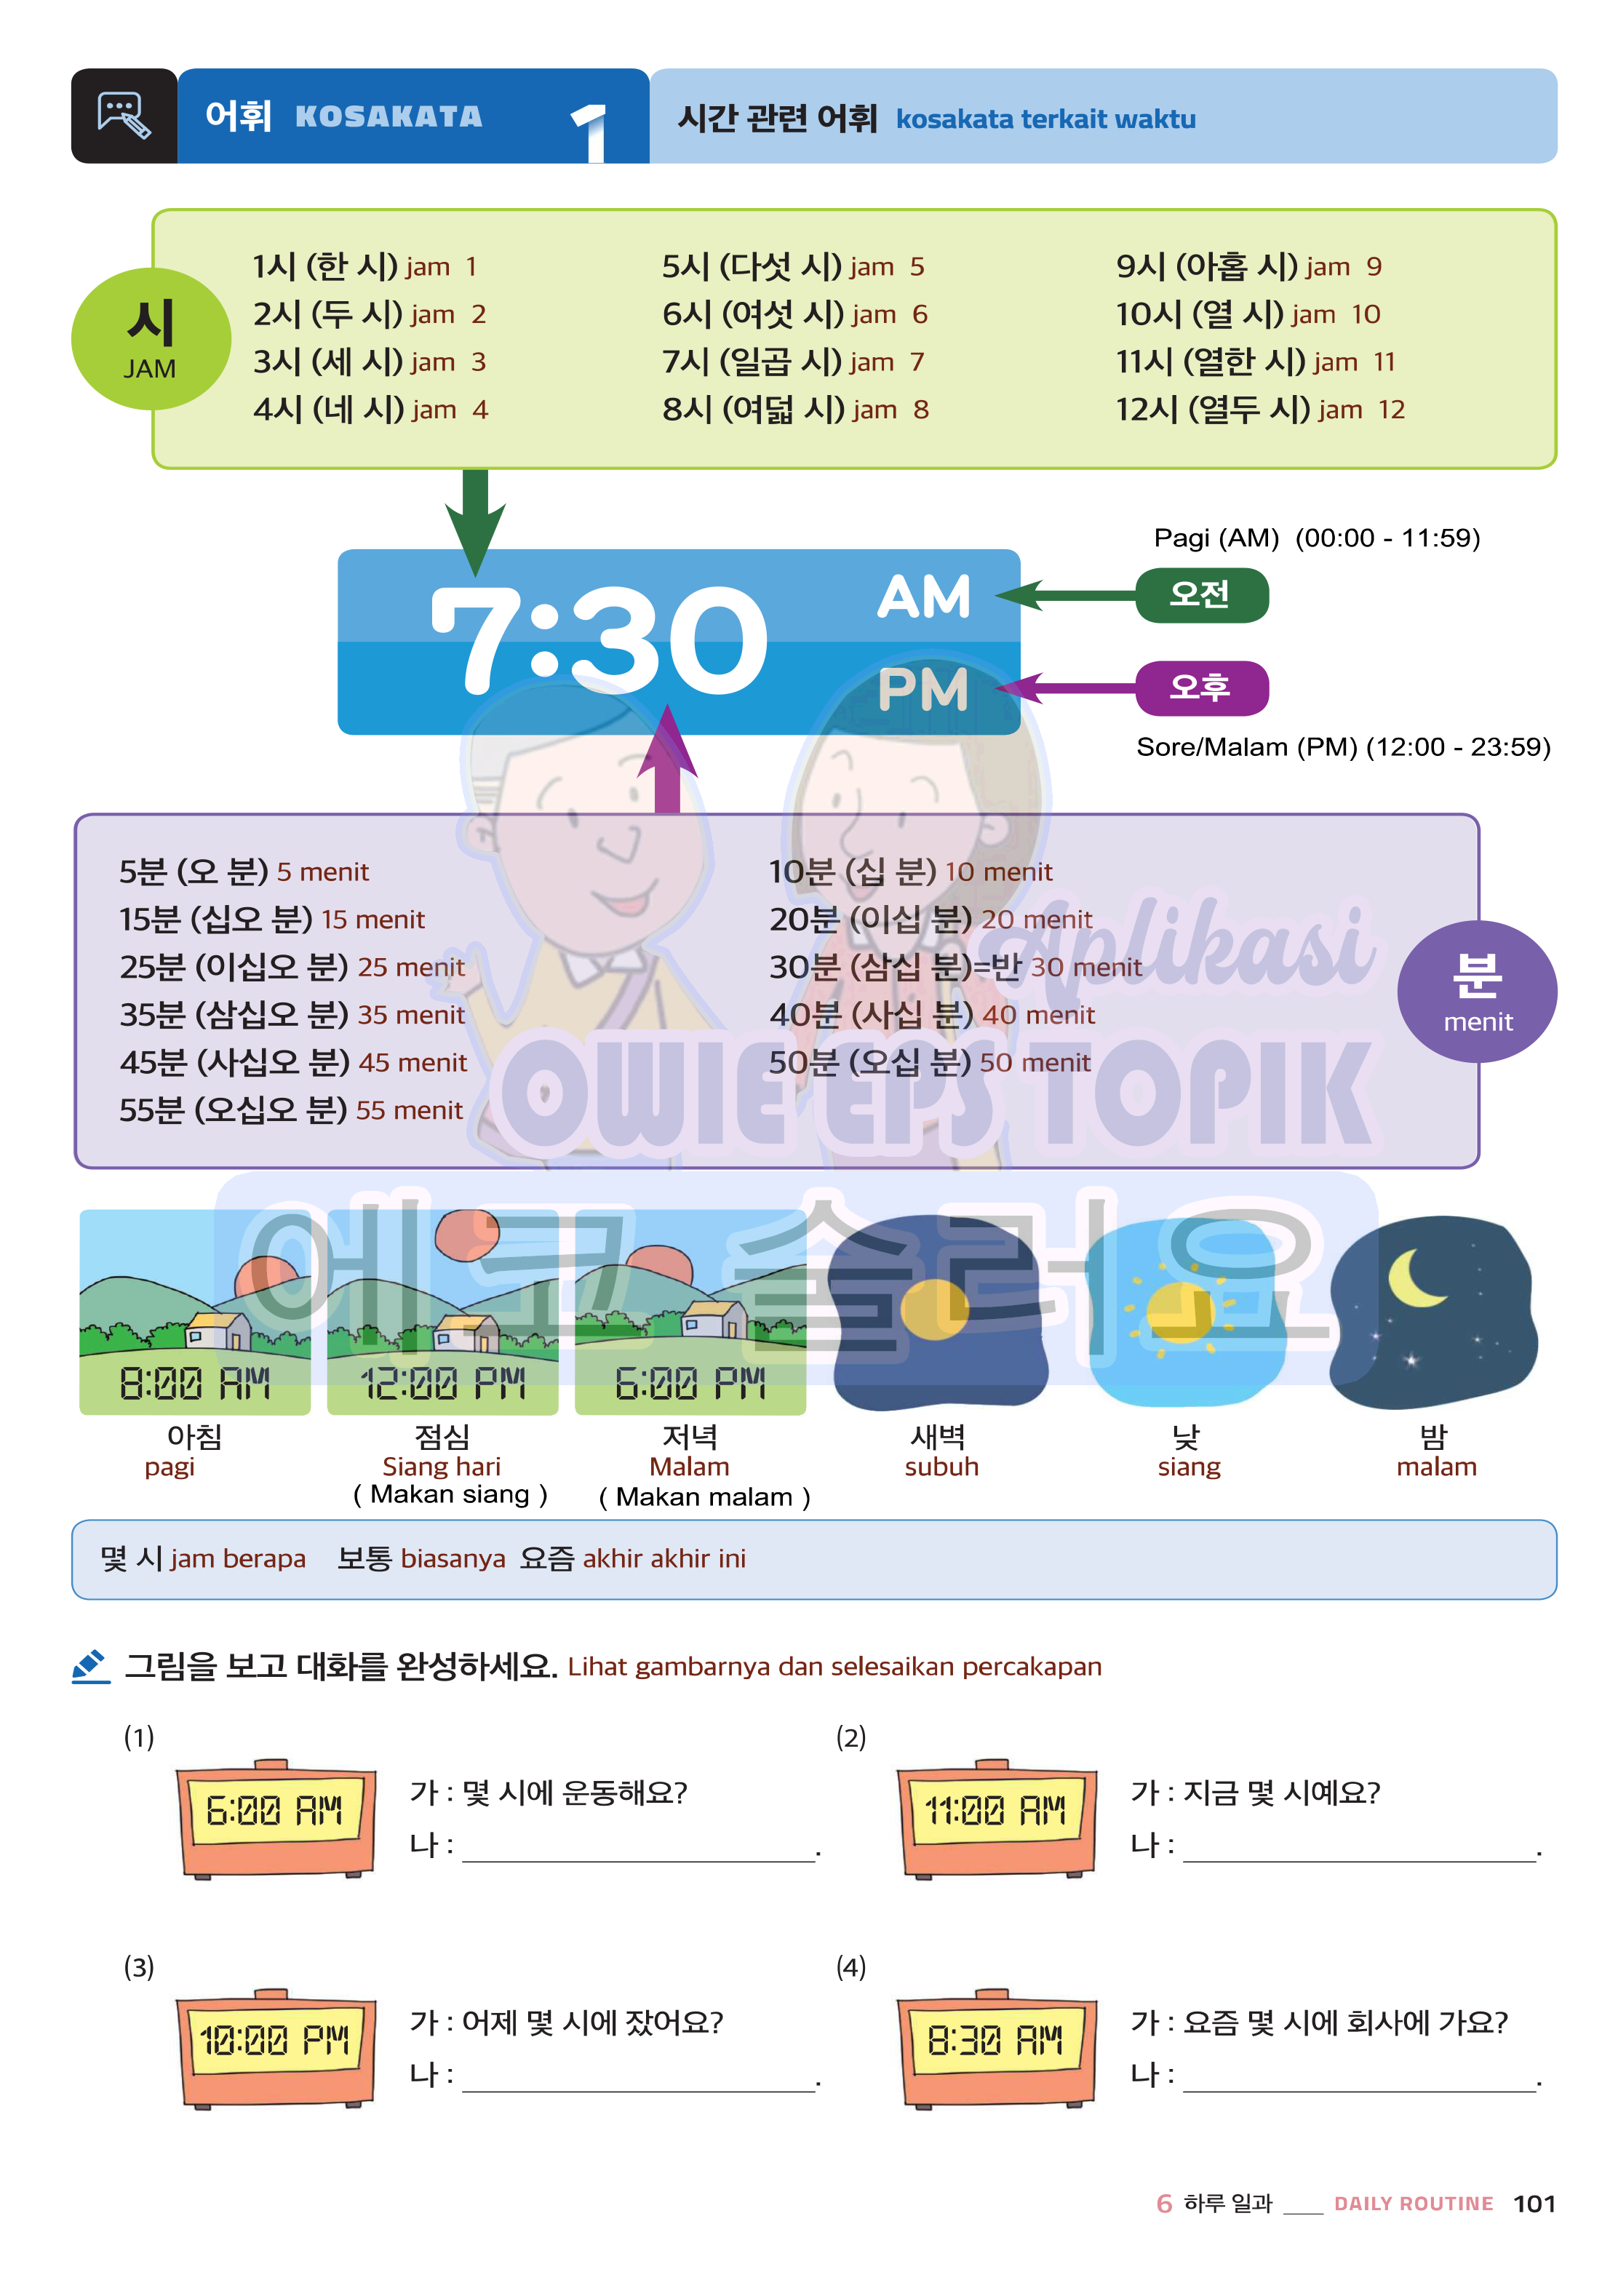 어휘 KOSAKATA 1 시간 관련 어휘 kosakata terkait waktu
시
JAM
1시 (한 시) jam 1
2시 (두 시) jam 2
3시 (세 시) jam 3
4시 (네 시) jam 4
5시 (다섯 시) jam 5
6시 (여섯 시) jam 6
7시 (일곱 시) jam 7
8시 (여덟 시) jam 8
9시 (아홉 시) jam 9
10시 (열 시) jam 10
11시 (열한 시) jam 11
12시 (열두 시) jam 12
7:30
AM
PM
Pagi (AM) (00:00 - 11:59)
오전
오후
Sore/Malam (PM) (12:00 - 23:59)
5분 (오 분) 5 menit
15분 (십오 분) 15 menit
25분 (이십오 분) 25 menit
35분 (삼십오 분) 35 menit
45분 (사십오 분) 45 menit
55분 (오십오 분) 55 menit
10분 (십 분) 10 menit
20분 (이십 분) 20 menit
30분 (삼십 분)=반 30 menit
40분 (사십 분) 40 menit
50분 (오십 분) 50 menit
분
menit
Aplikasi
OWIE EPS TOPIK
에코 슬러요
8:00 AM
아침
pagi
12:00 PM
점심
Siang hari
( Makan siang )
6:00 PM
저녁
Malam
( Makan malam )
새벽
subuh
낮
siang
밤
malam
몇 시 jam berapa 보통 biasanya 요즘 akhir akhir ini
그림을 보고 대화를 완성하세요. Lihat gambarnya dan selesaikan percakapan
(1)
6:00 AM
가 : 몇 시에 운동해요?
나 : ____________________.
(2)
11:00 AM
가 : 지금 몇 시예요?
나 : ____________________.
(3)
10:00 PM
가 : 어제 몇 시에 잤어요?
나 : ____________________.
(4)
8:30 AM
가 : 요즘 몇 시에 회사에 가요?
나 : ____________________.
6 하루 일과 ___ DAILY ROUTINE 101